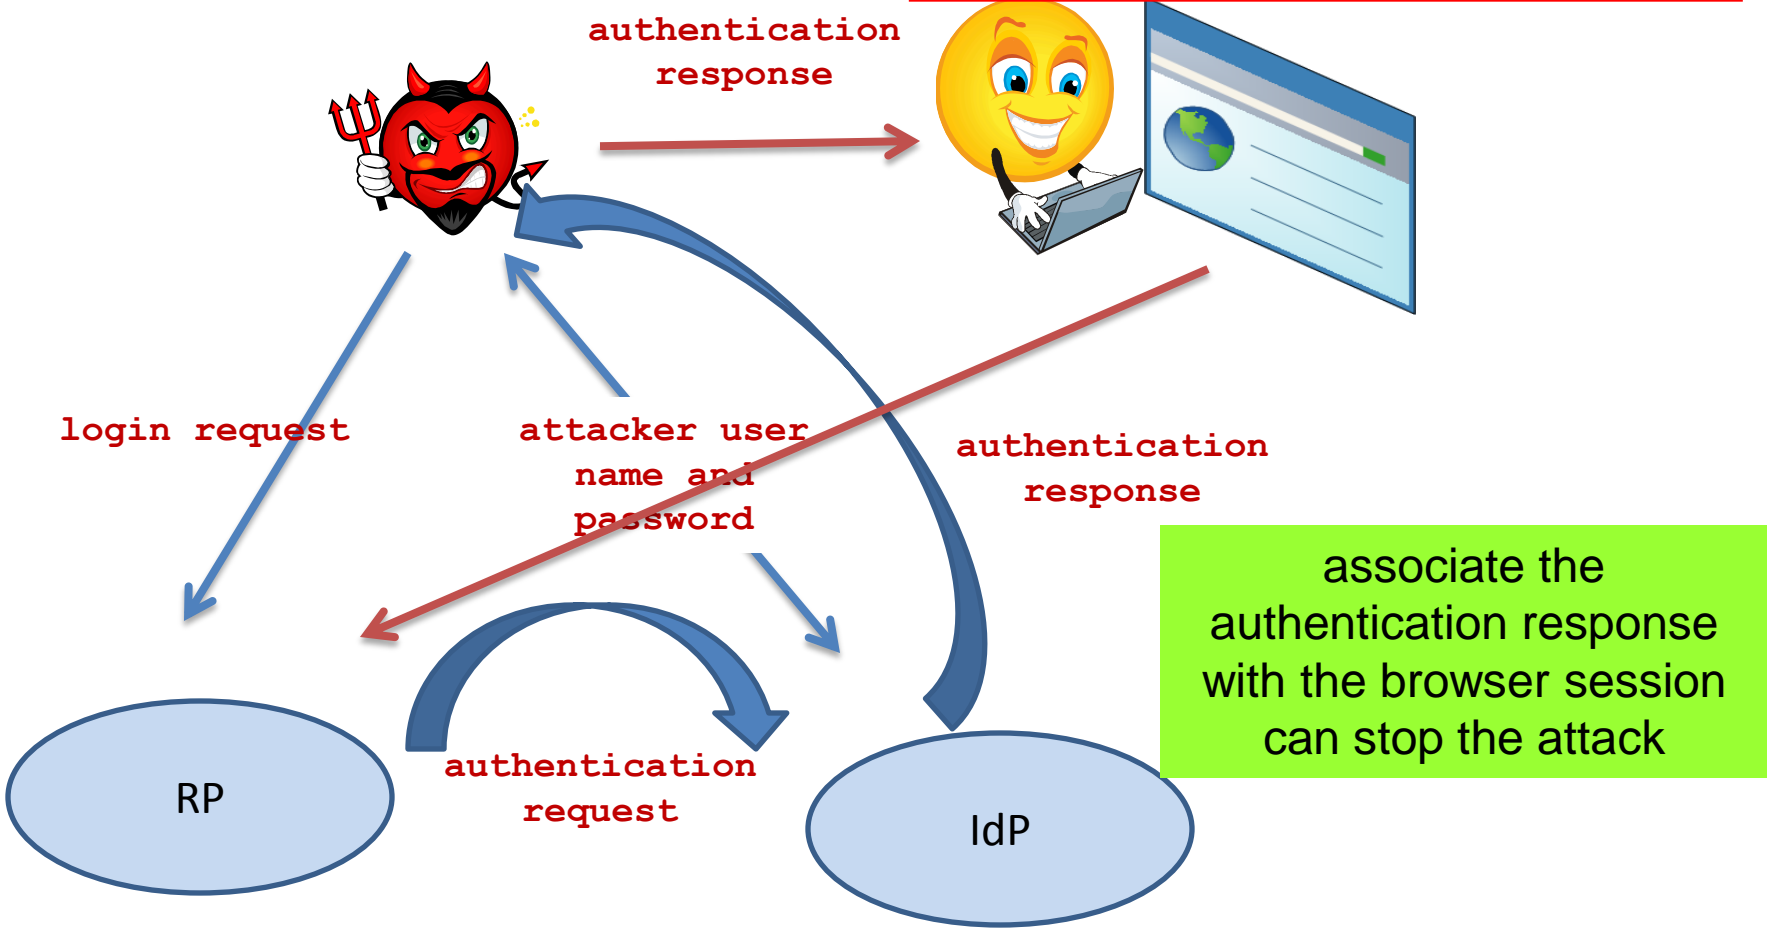 authentication
response
login request
attacker user
name and
password
authentication
response
associate the
authentication response
with the browser session
can stop the attack
RP
authentication
request
IdP